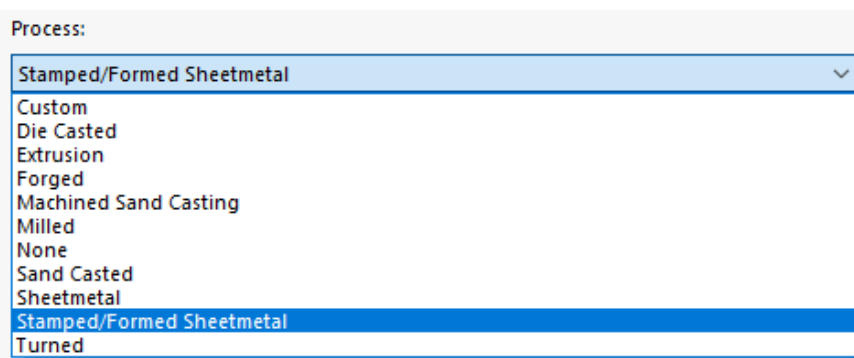 Process:
Stamped/Formed Sheetmetal
Custom
Die Casted
Extrusion
Forged
Machined Sand Casting
Milled
None
Sand Casted
Sheetmetal
Stamped/Formed Sheetmetal
Turned